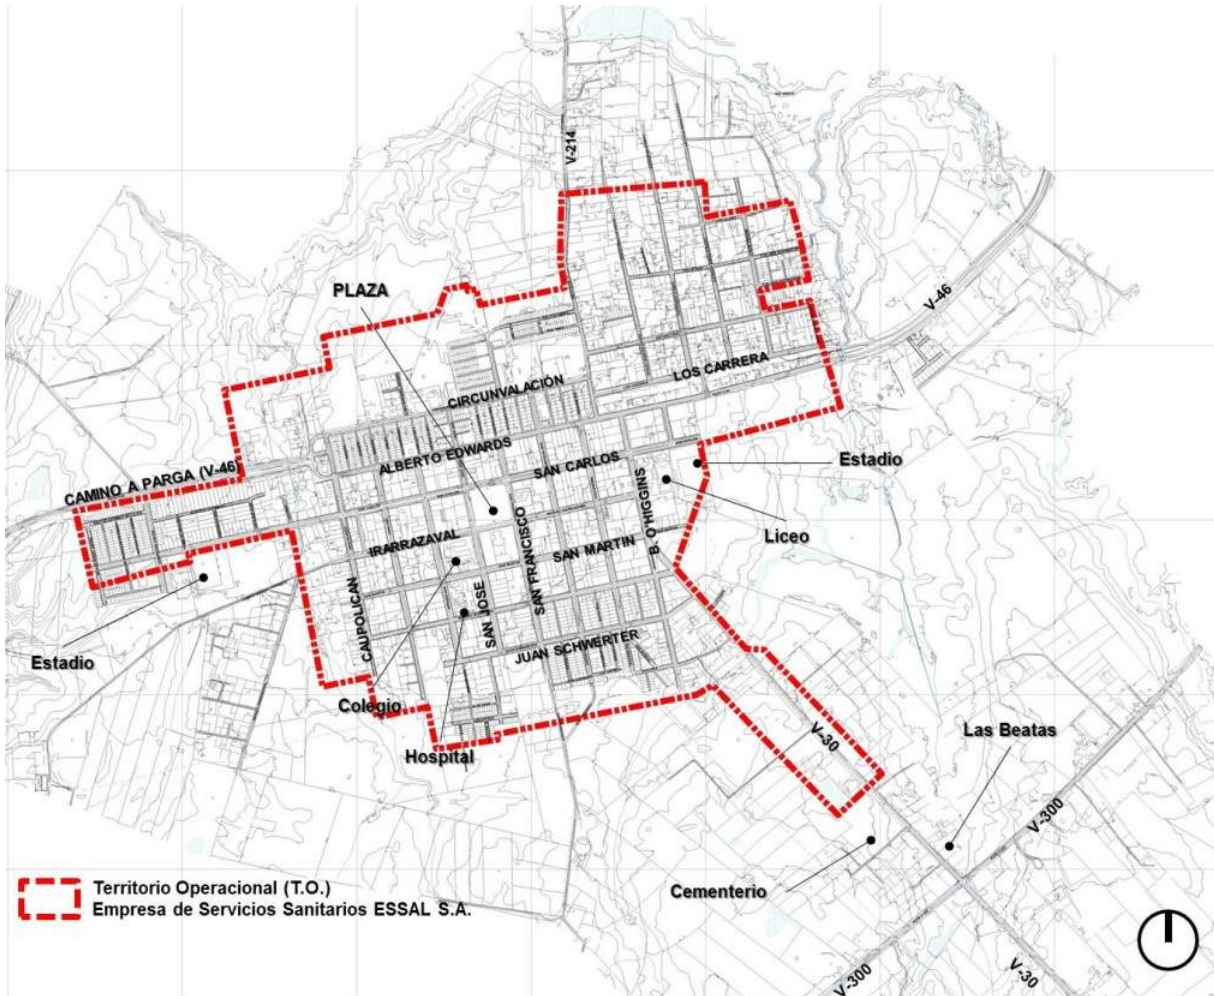 V-214
PLAZA
V-46
LOS CARRERA
CIRCUNVALACIÓN
ALBERTO EDWARDS
Estadio
SAN CARLOS
CAMINO A PARGA (V-46)
B. O'HIGGINS
Liceo
IRARRAZAVAL
SAN FRANCISCO
SAN MARTIN
CAUPOLICAN
SAN JOSE
JUAN SCHWERTER
Estadio
Colegio
Hospital
V-30
Las Beatas
V-300
Cementerio
Territorio Operacional (T.O.)
Empresa de Servicios Sanitarios ESSAL S.A.
V-300
V-30